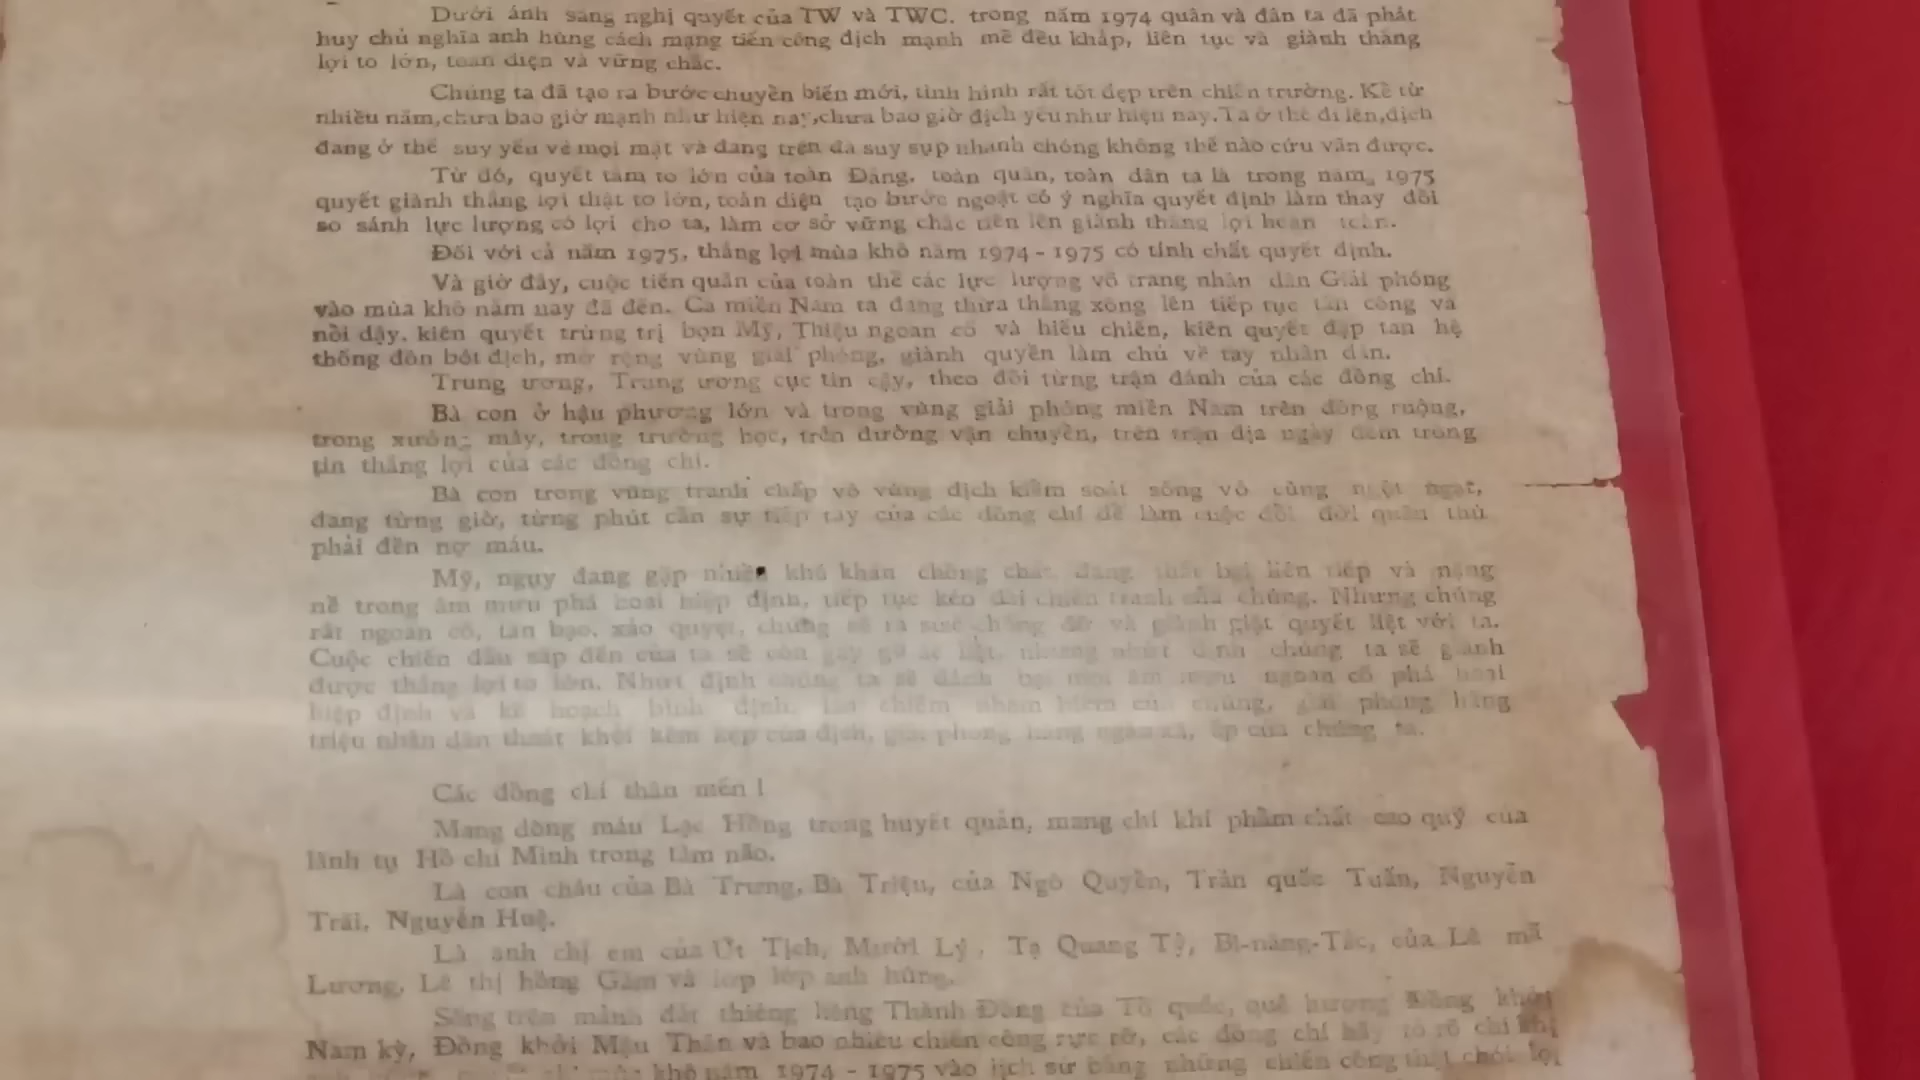 Dưới ánh sáng nghị quyết của TW và TWC, trong năm 1974 quân và dân ta đã phát
huy chủ nghĩa anh hùng cách mạng tiến công địch mạnh mẽ đều khắp, liên tục và giành thắng
lợi to lớn, toàn diện và vững chắc.
Chúng ta đã tạo ra bước chuyển biến mới, tình hình rất tốt đẹp trên chiến trường. Kể từ
nhiều năm, chưa bao giờ mạnh như hiện nay, chưa bao giờ địch yếu như hiện nay. Ta ở thế đi lên, địch
đang ở thế suy yếu về mọi mặt và đang trên đà suy sụp nhanh chóng không thể nào cứu vãn được.
Từ đó, quyết tâm to lớn của toàn Đảng, toàn quân, toàn dân ta là trong năm 1975
quyết giành thắng lợi thật to lớn, toàn diện tạo bước ngoặt có ý nghĩa quyết định làm thay đổi
so sánh lực lượng có lợi cho ta, làm cơ sở vững chắc tiến lên giành thắng lợi hoàn toàn.
Đối với cả năm 1975, thắng lợi mùa khô năm 1974 - 1975 có tính chất quyết định.
Và giờ đây, cuộc tiến quân của toàn thể các lực lượng võ trang nhân dân Giải phóng
vào mùa khô năm nay đã đến. Cả miền Nam ta đang thừa thắng xông lên tiếp tục tấn công và
nổi dậy, kiên quyết trừng trị bọn Mỹ, Thiệu ngoan cố và hiếu chiến, kiên quyết đập tan hệ
thống đồn bót địch, mở rộng vùng giải phóng, giành quyền làm chủ về tay nhân dân.
Trung ương, Trung ương cục tin cậy, theo dõi từng trận đánh của các đồng chí.
Bà con ở hậu phương lớn và trong vùng giải phóng miền Nam trên đồng ruộng,
trong xưởng máy, trong trường học, trên đường vận chuyển, trên trận địa ngày đêm trông
tin thắng lợi của các đồng chí.
Bà con trong vùng tranh chấp và vùng địch kiểm soát sống vô cùng ngột ngạt,
đang từng giờ, từng phút cần sự tiếp tay của các đồng chí để làm cuộc đổi đời quân thù
phải đền nợ máu.
Mỹ, ngụy đang gặp nhiều khó khăn chồng chất, đang thất bại liên tiếp và nặng
nề trong âm mưu phá hoại hiệp định, tiếp tục kéo dài chiến tranh của chúng. Nhưng chúng
rất ngoan cố, tàn bạo, xảo quyệt, chúng sẽ ra sức chống đỡ và giành giật quyết liệt với ta.
Cuộc chiến đấu sắp đến của ta sẽ còn gay go ác liệt, nhưng nhứt định chúng ta sẽ giành
được thắng lợi to lớn. Nhứt định chúng ta sẽ đánh bại mọi âm mưu ngoan cố phá hoại
hiệp định và kế hoạch bình định, lấn chiếm nham hiểm của chúng, giải phóng hàng
triệu nhân dân thoát khỏi kềm kẹp của địch, giải phóng hàng ngàn xã, ấp của chúng ta.
Các đồng chí thân mến !
Mang dòng máu Lạc Hồng trong huyết quản, mang chí khí phẩm chất cao quý của
lãnh tụ Hồ chí Minh trong tâm não.
Là con cháu của Bà Trưng, Bà Triệu, của Ngô Quyền, Trần quốc Tuấn, Nguyễn
Trãi, Nguyễn Huệ.
Là anh chị em của Út Tịch, Mười Lý, Tạ Quang Tỷ, Bi-năng-Tắc, của Lê mã
Lương, Lê thị hồng Gấm và lớp lớp anh hùng.
Sống trên mảnh đất thiêng liêng Thành Đồng của Tổ quốc, quê hương Đồng khởi
Nam kỳ, Đồng khởi Mậu Thân và bao nhiêu chiến công rực rỡ, các đồng chí hãy tỏ rõ chí khí
mùa khô năm 1974 - 1975 vào lịch sử bằng những chiến công thật chói lọi